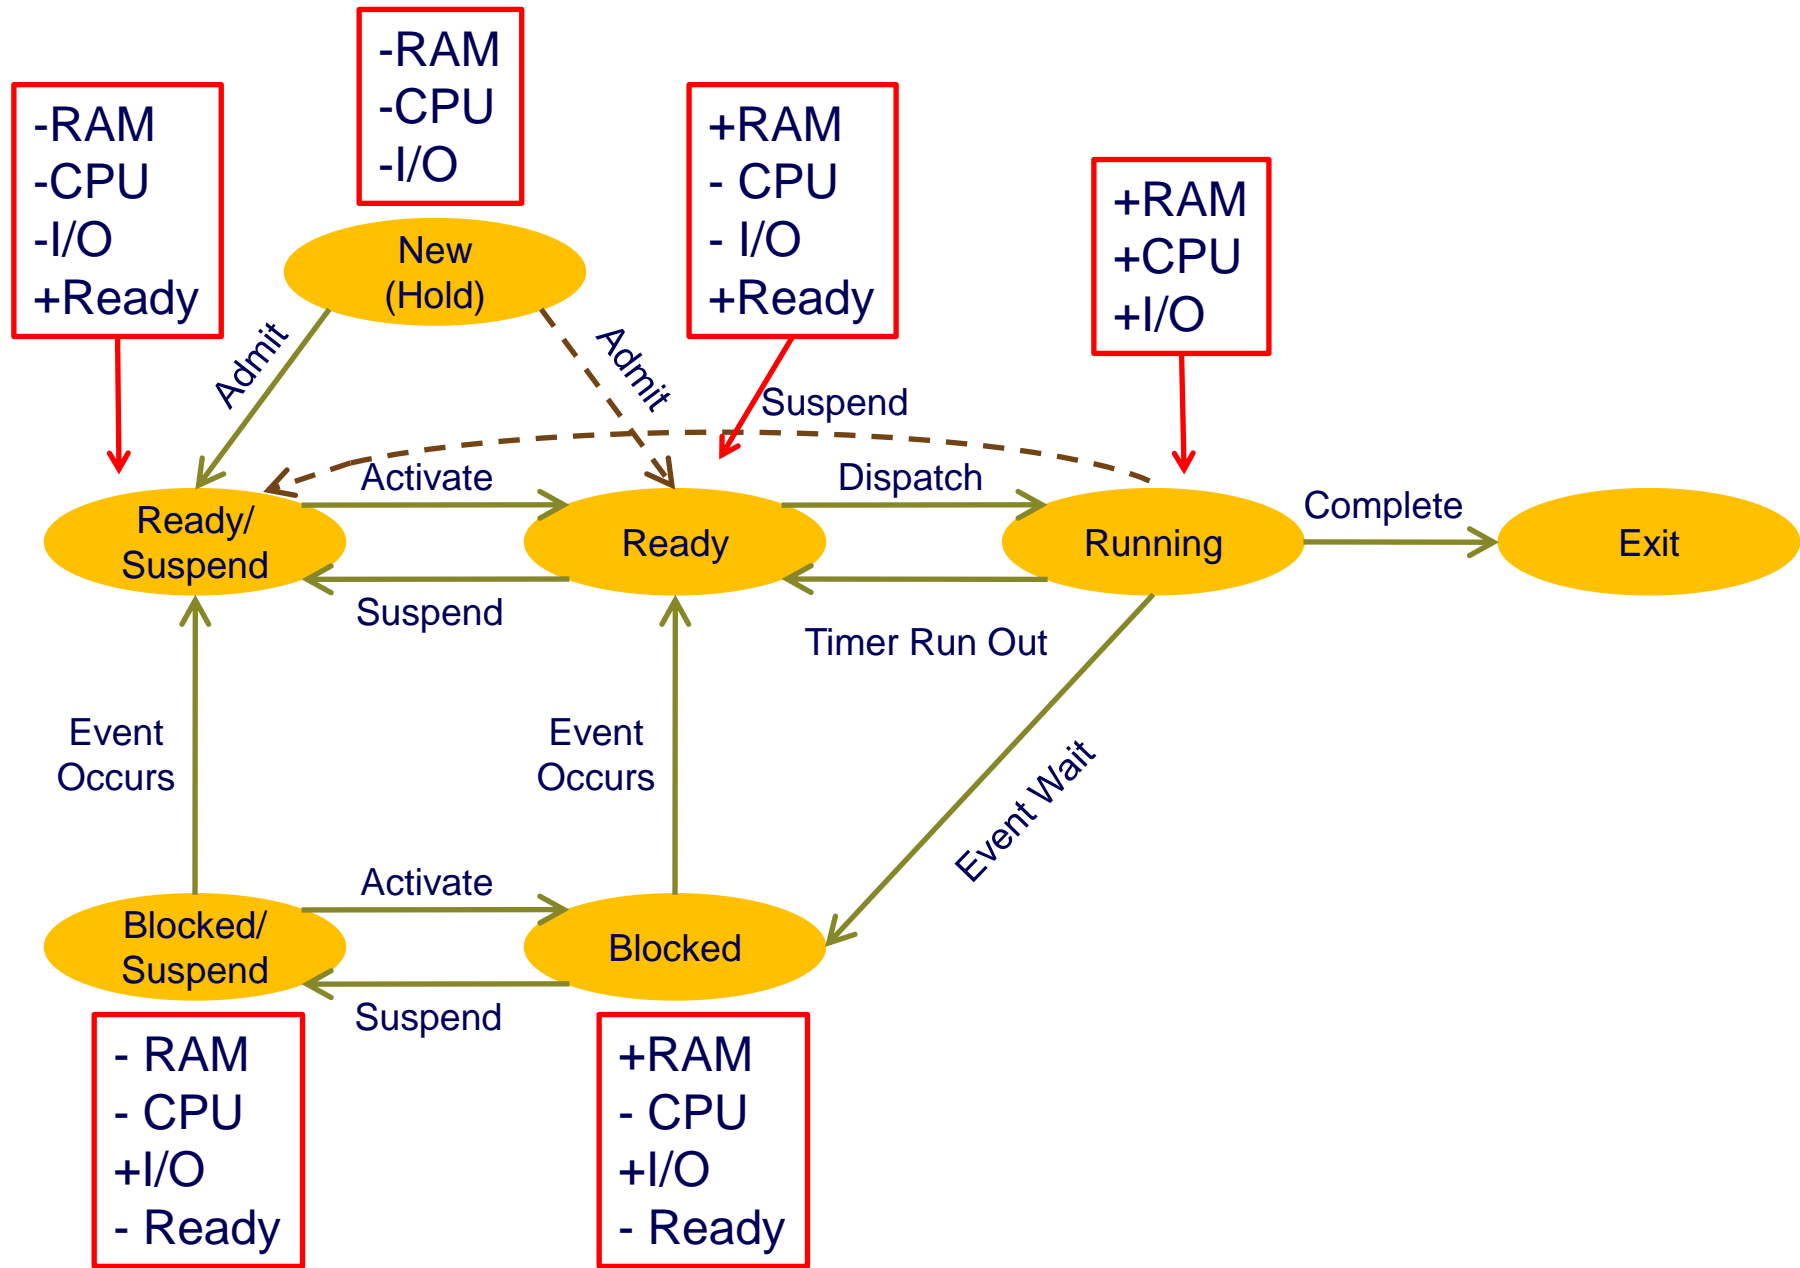 -RAM
-CPU
-I/O
-RAM
-CPU
-I/O
+Ready
+RAM
- CPU
- I/O
+Ready
+RAM
+CPU
+I/O
New
(Hold)
Admit
Admit
Suspend
Activate
Dispatch
Complete
Ready/
Suspend
Ready
Running
Exit
Suspend
Timer Run Out
Event
Occurs
Event
Occurs
Event Wait
Activate
Blocked/
Suspend
Blocked
Suspend
- RAM
- CPU
+I/O
- Ready
+RAM
- CPU
+I/O
- Ready